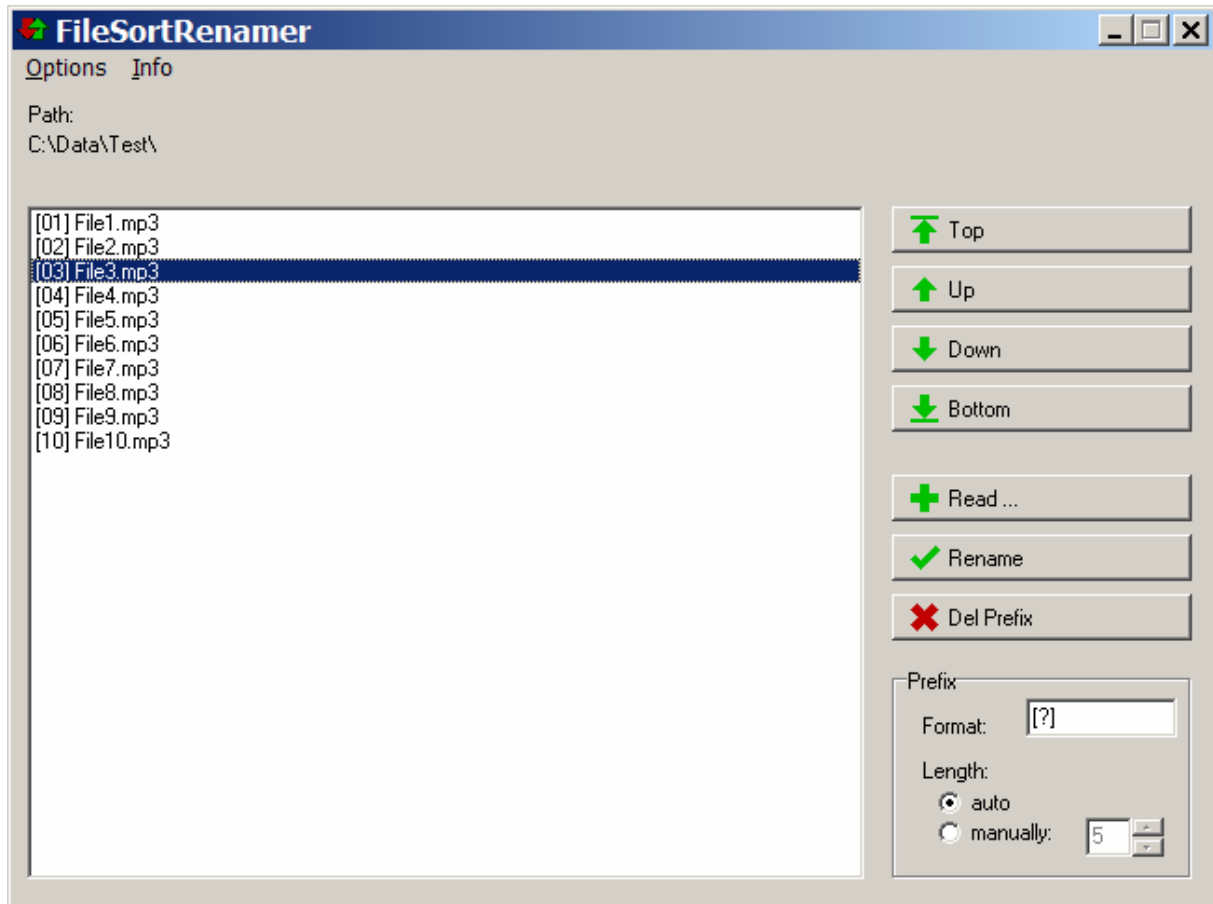 FileSortRenamer
Options Info
Path:
C:\Data\Test\
[01] File1.mp3
[02] File2.mp3
[03] File3.mp3
[04] File4.mp3
[05] File5.mp3
[06] File6.mp3
[07] File7.mp3
[08] File8.mp3
[09] File9.mp3
[10] File10.mp3
Top
Up
Down
Bottom
Read ...
Rename
Del Prefix
Prefix
Format: [?]
Length:
auto
manually: 5